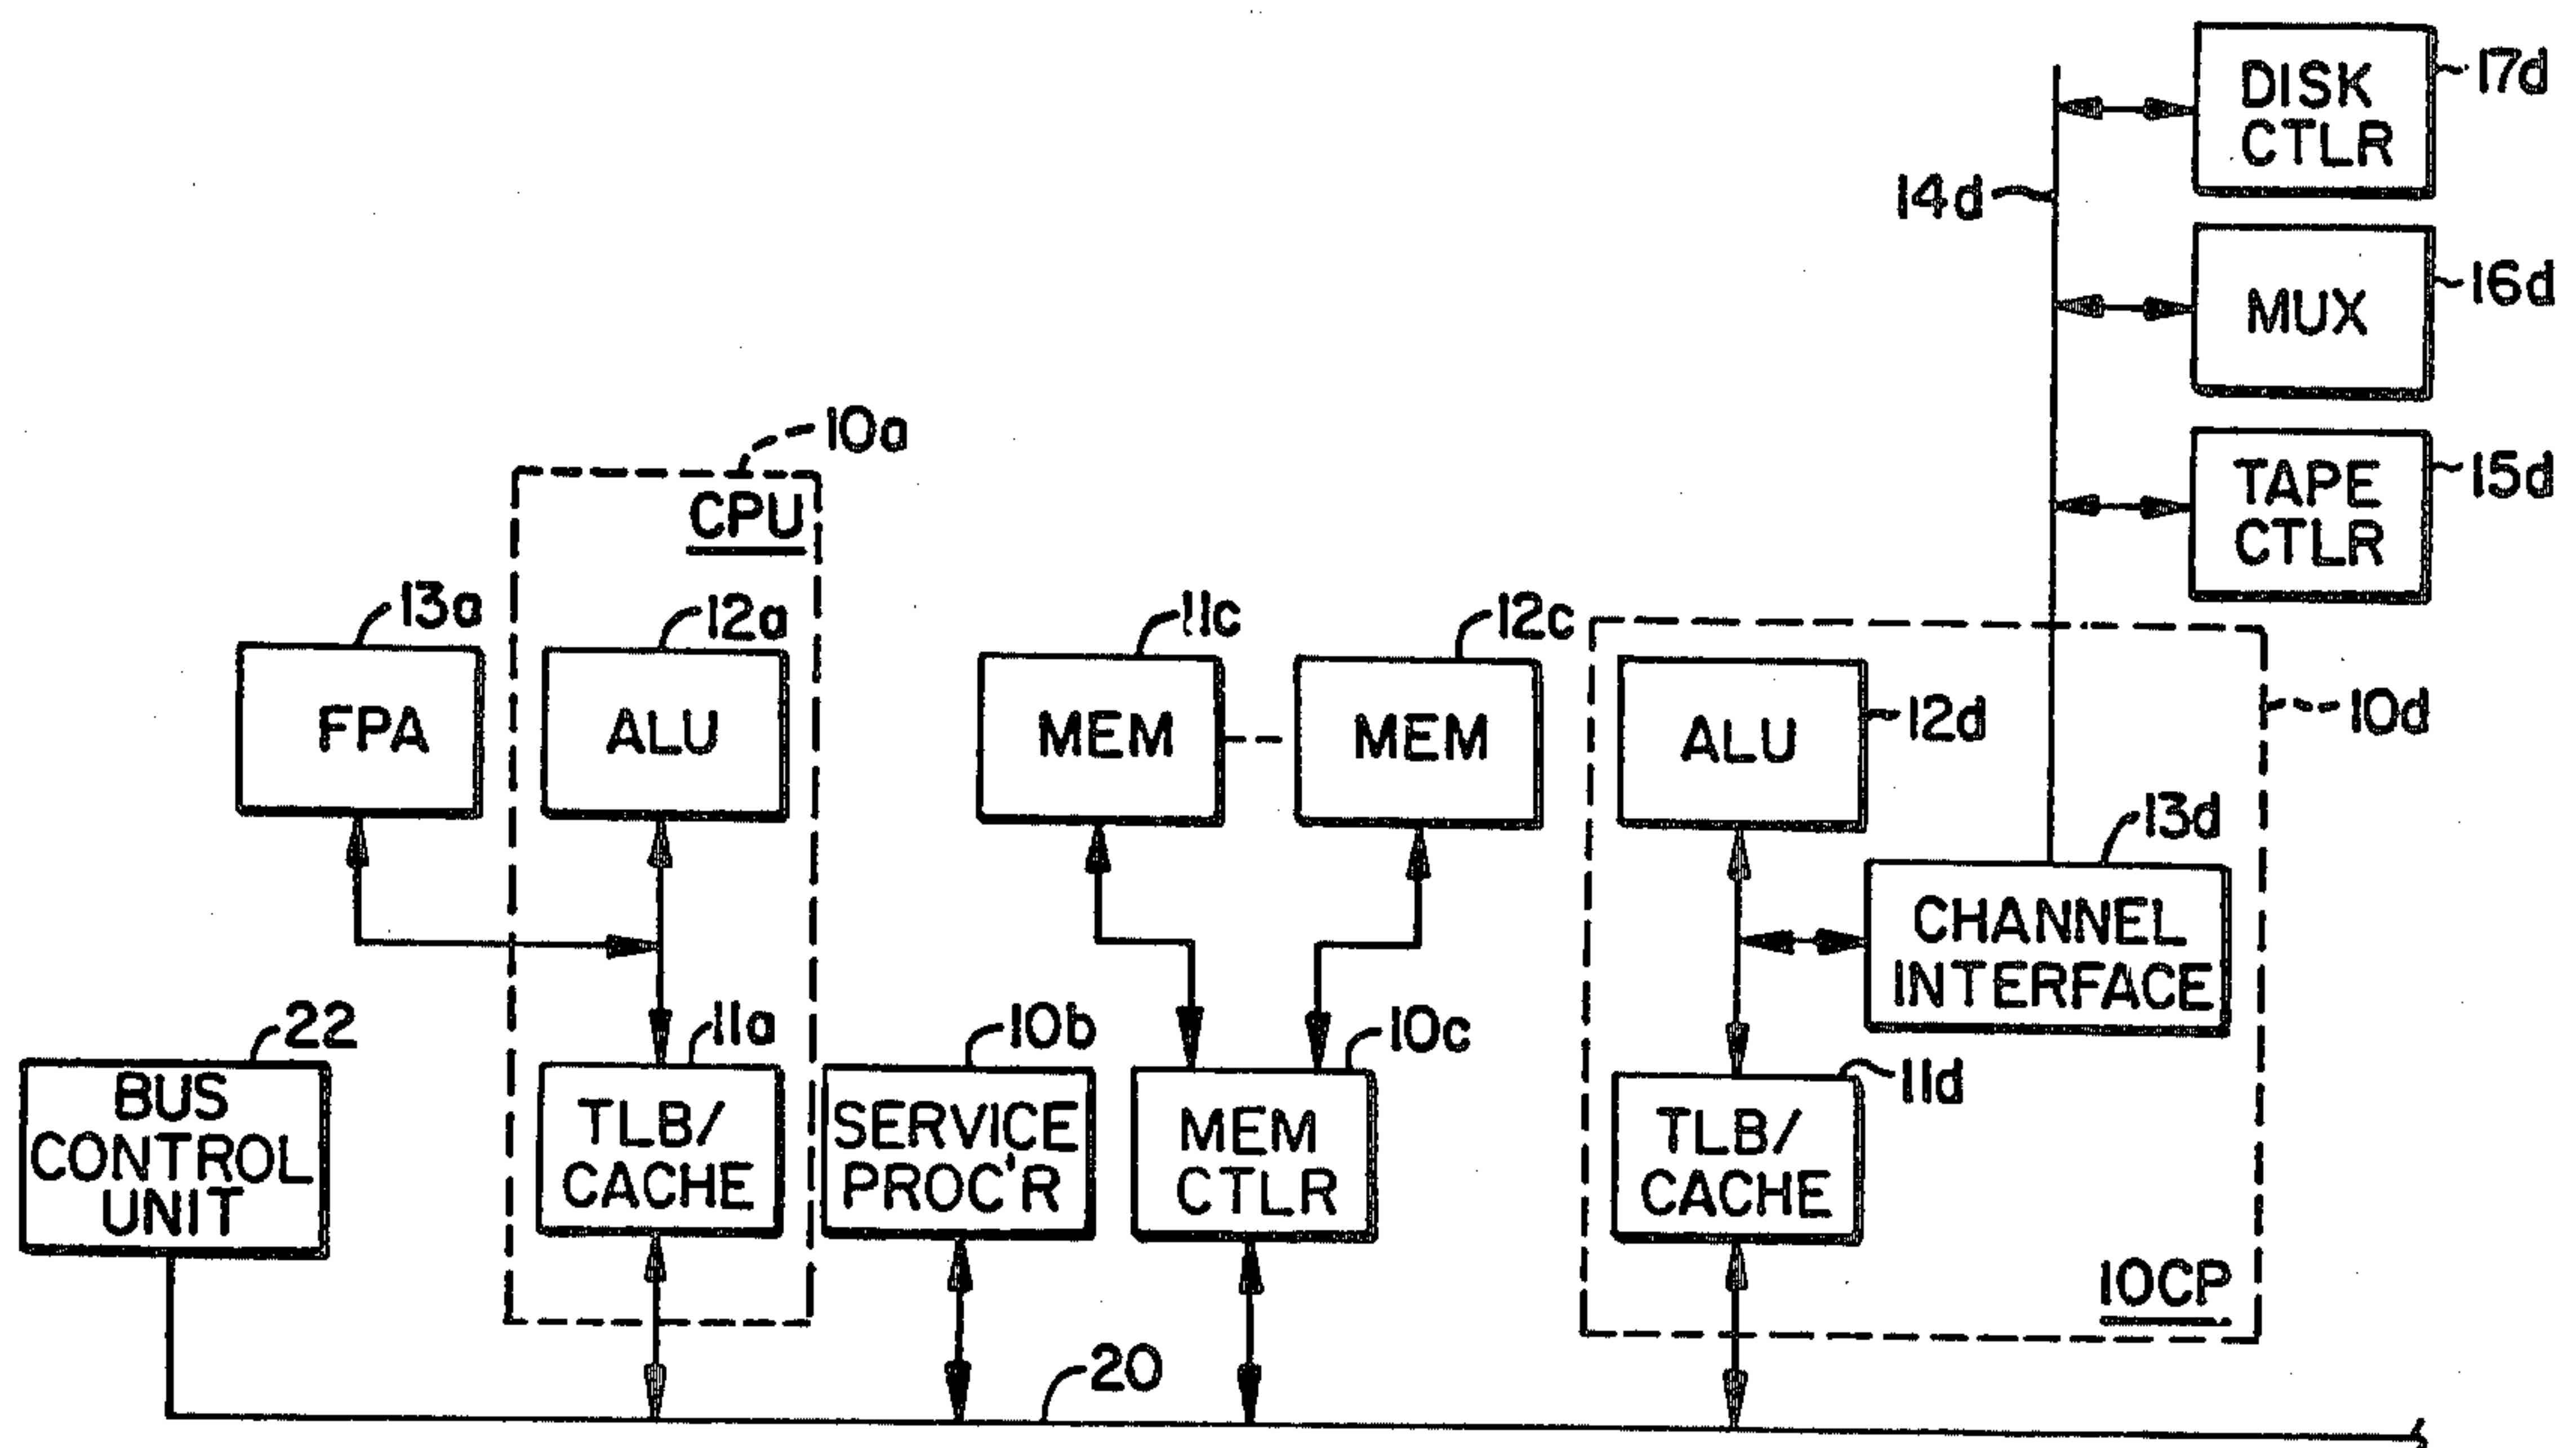 DISK
CTLR
17d
14d
MUX
16d
TAPE
CTLR
15d
10a
CPU
13a
12a
11c
12c
FPA
ALU
MEM
MEM
ALU
12d
10d
13d
CHANNEL
INTERFACE
22
11a
10b
10c
11d
BUS
CONTROL
UNIT
TLB/
CACHE
SERVICE
PROC'R
MEM
CTLR
TLB/
CACHE
IOCP
20